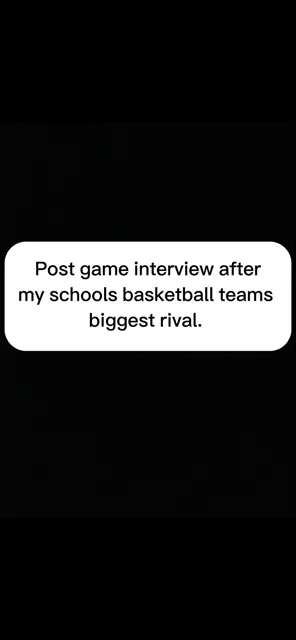 Post game interview after
my schools basketball teams
biggest rival.